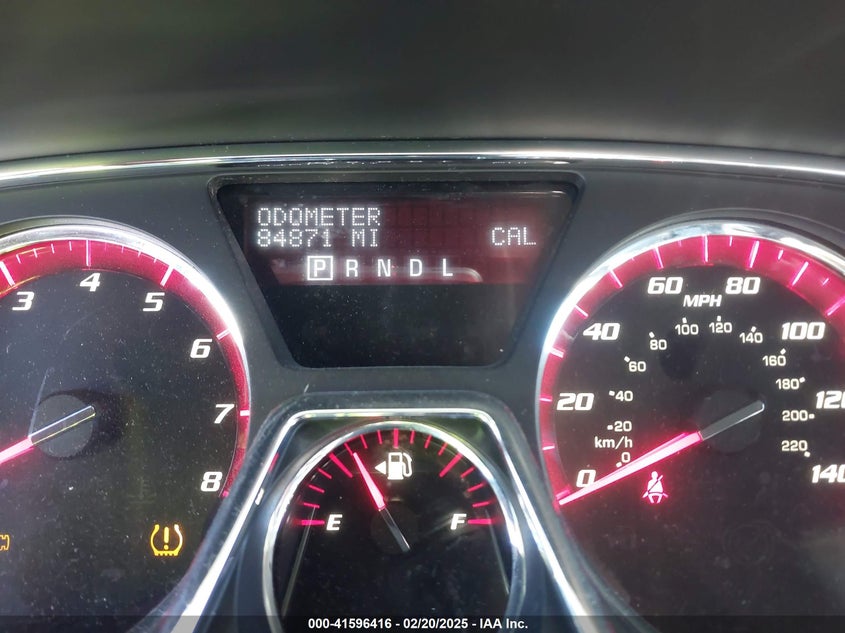 ODOMETER
84871 MI CAL
P R N D L
3 4 5 6 7 8
MPH
0 20 40 60 80 100 120 140
km/h
0 20 40 60 80 100 120 140 160 180 200 220
E F
000-41596416 - 02/20/2025 - IAA Inc.